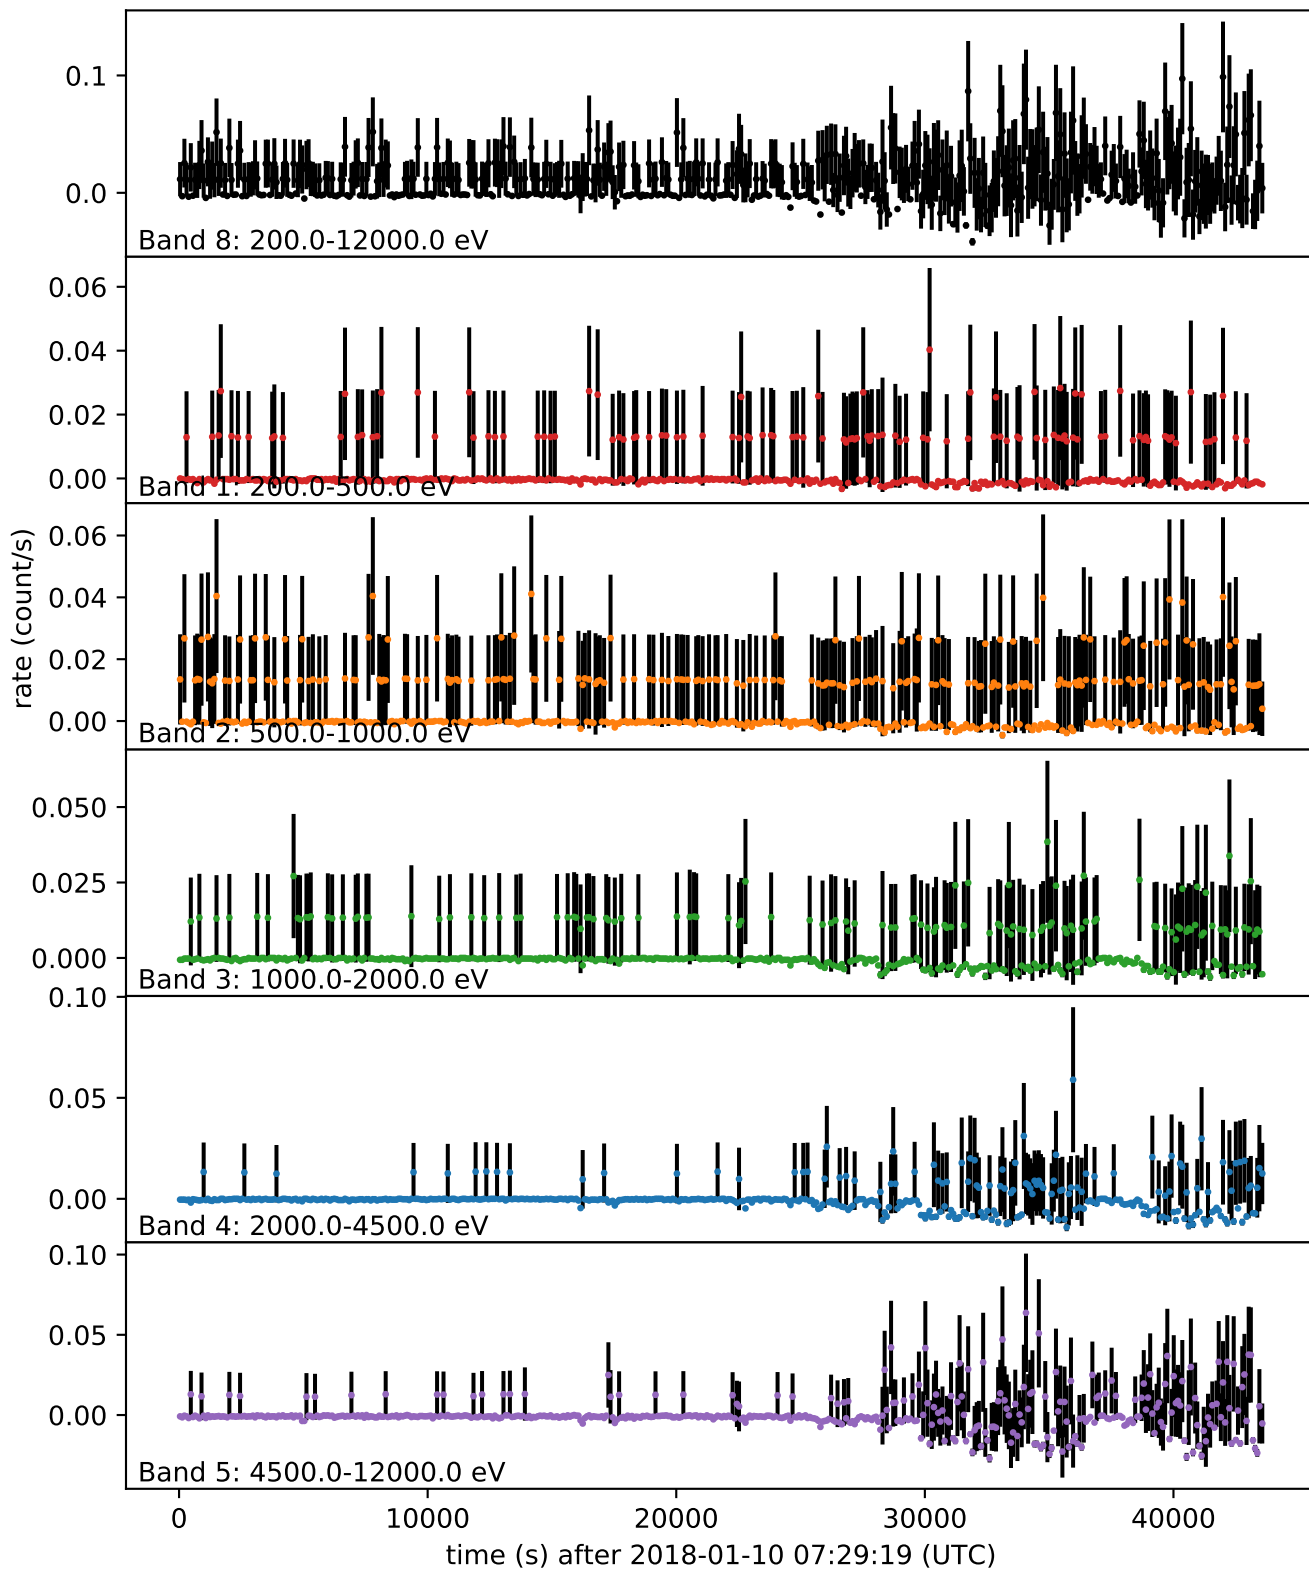 0.1
0.0
Band 8: 200.0-12000.0 eV
0.06
0.04
0.02
0.00
Band 1: 200.0-500.0 eV
0.06
0.04
0.02
0.00
Band 2: 500.0-1000.0 eV
rate (count/s)
0.050
0.025
0.000
Band 3: 1000.0-2000.0 eV
0.10
0.05
0.00
Band 4: 2000.0-4500.0 eV
0.10
0.05
0.00
Band 5: 4500.0-12000.0 eV
0 10000 20000 30000 40000
time (s) after 2018-01-10 07:29:19 (UTC)